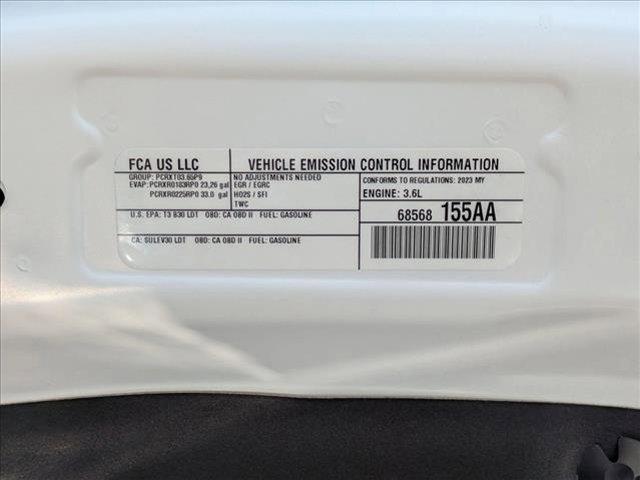 FCA US LLC
VEHICLE EMISSION CONTROL INFORMATION
GROUP: PCRXT03.65P9
EVAP: PCRXR0183RP0 23,26 gal
PCRXR0225RP0 33.0 gal
NO ADJUSTMENTS NEEDED
EGR / EGRC
HO2S / SFI
TWC
CONFORMS TO REGULATIONS: 2023 MY
ENGINE: 3.6L
U.S. EPA: T3 B30 LDT OBD: CA OBD II FUEL: GASOLINE
CA: SULEV30 LDT OBD: CA OBD II FUEL: GASOLINE
68568 155AA